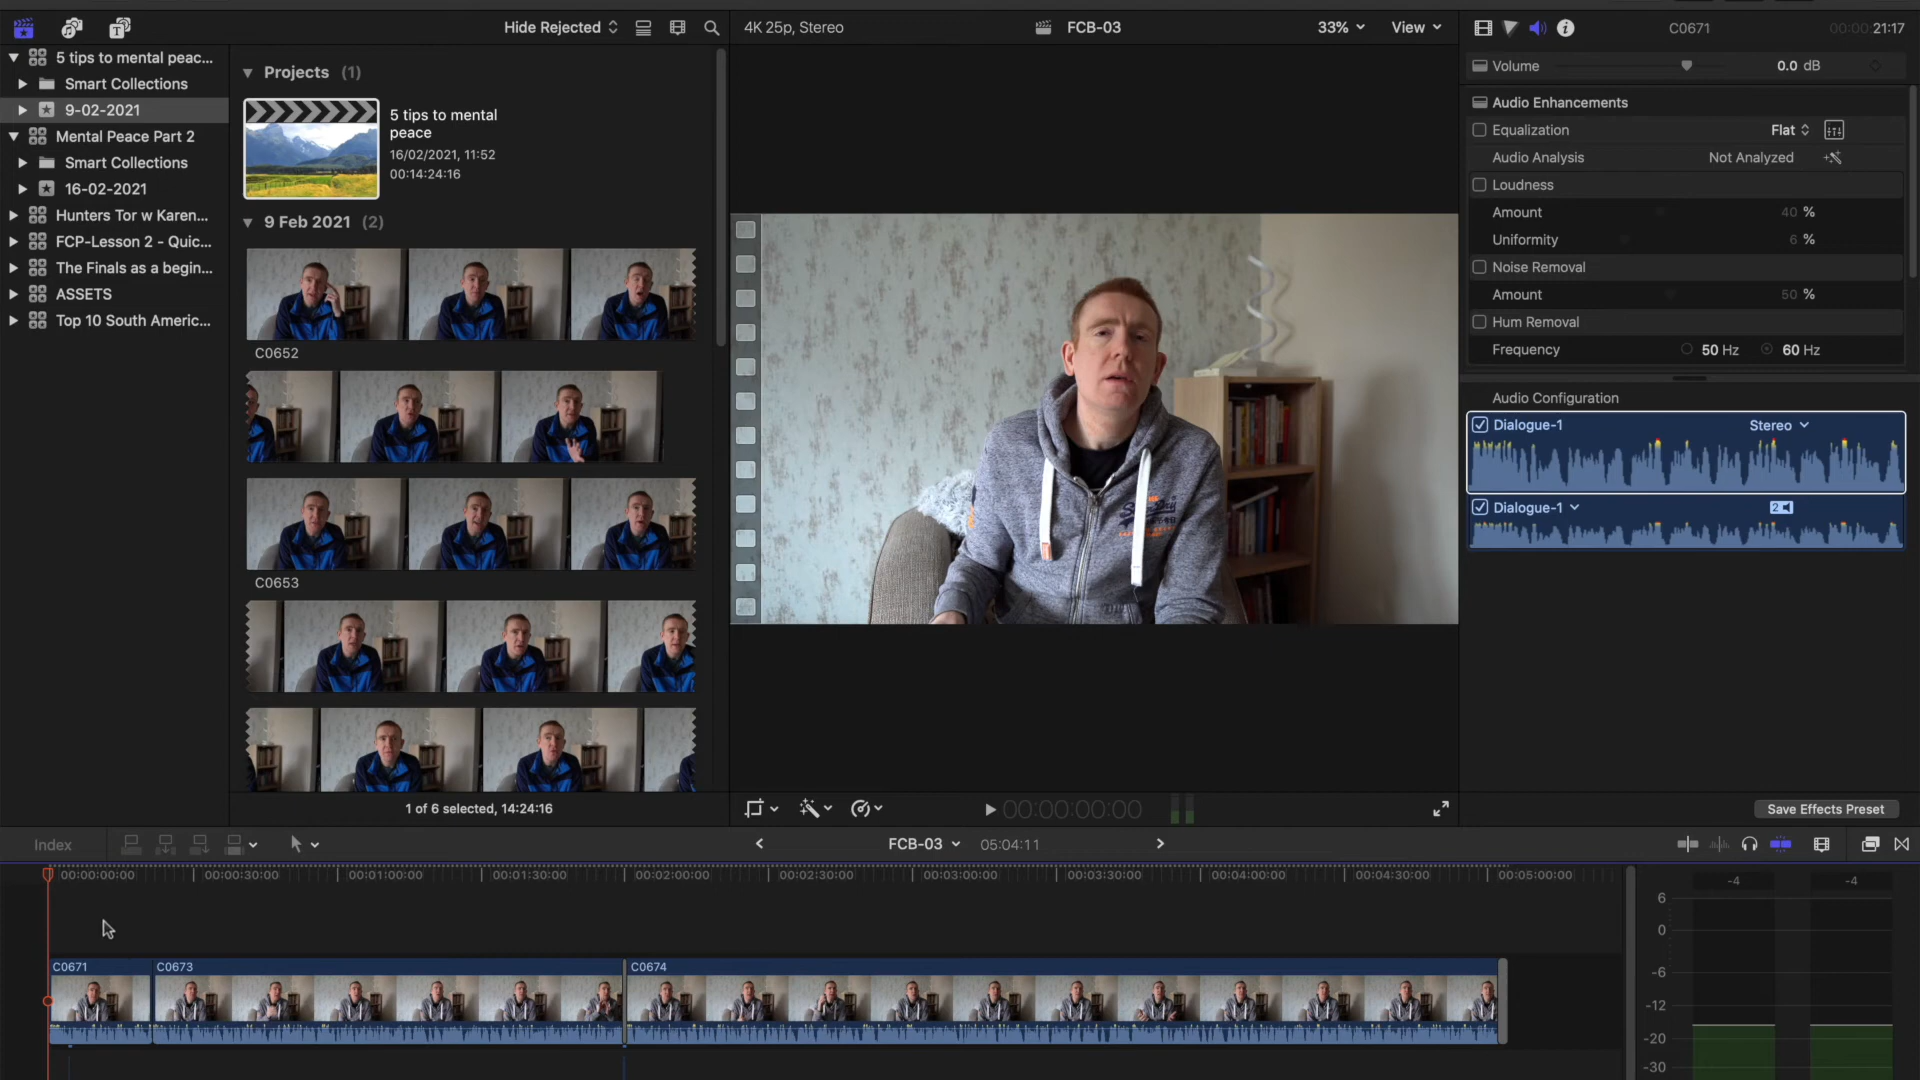 Hide Rejected
4K 25p, Stereo
FCB-03
33%
View
C0671
00:00:21:17
5 tips to mental peac...
Smart Collections
9-02-2021
Mental Peace Part 2
Smart Collections
16-02-2021
Hunters Tor w Karen...
FCP-Lesson 2 - Quic...
The Finals as a begin...
ASSETS
Top 10 South Americ...
Projects (1)
5 tips to mental
peace
16/02/2021, 11:52
00:14:24:16
9 Feb 2021 (2)
C0652
C0653
1 of 6 selected, 14:24:16
Volume 0.0 dB
Audio Enhancements
Equalization Flat
Audio Analysis Not Analyzed
Loudness
Amount 40 %
Uniformity 6 %
Noise Removal
Amount 50 %
Hum Removal
Frequency 50 Hz 60 Hz
Audio Configuration
Dialogue-1 Stereo
Dialogue-1 2
00:00:00:00
Save Effects Preset
Index
FCB-03 05:04:11
00:00:00:00 00:00:30:00 00:01:00:00 00:01:30:00 00:02:00:00 00:02:30:00 00:03:00:00 00:03:30:00 00:04:00:00 00:04:30:00 00:05:00:00
C0671 C0673 C0674
-4 -4
6
0
-6
-12
-20
-30